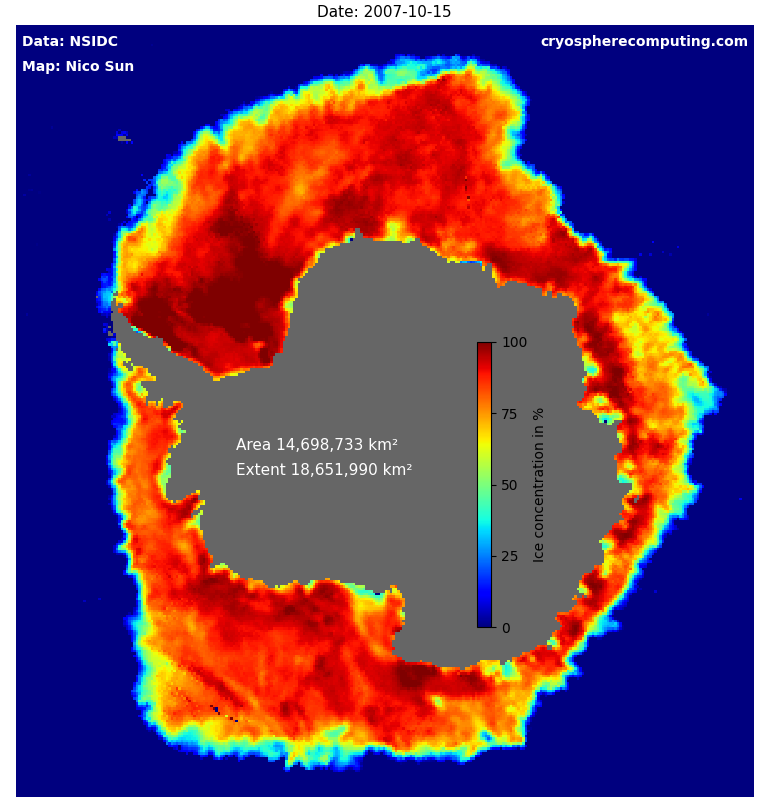 Date: 2007-10-15
Data: NSIDC
cryospherecomputing.com
Map: Nico Sun
100
75
50
25
0
Ice concentration in %
Area 14,698,733 km²
Extent 18,651,990 km²